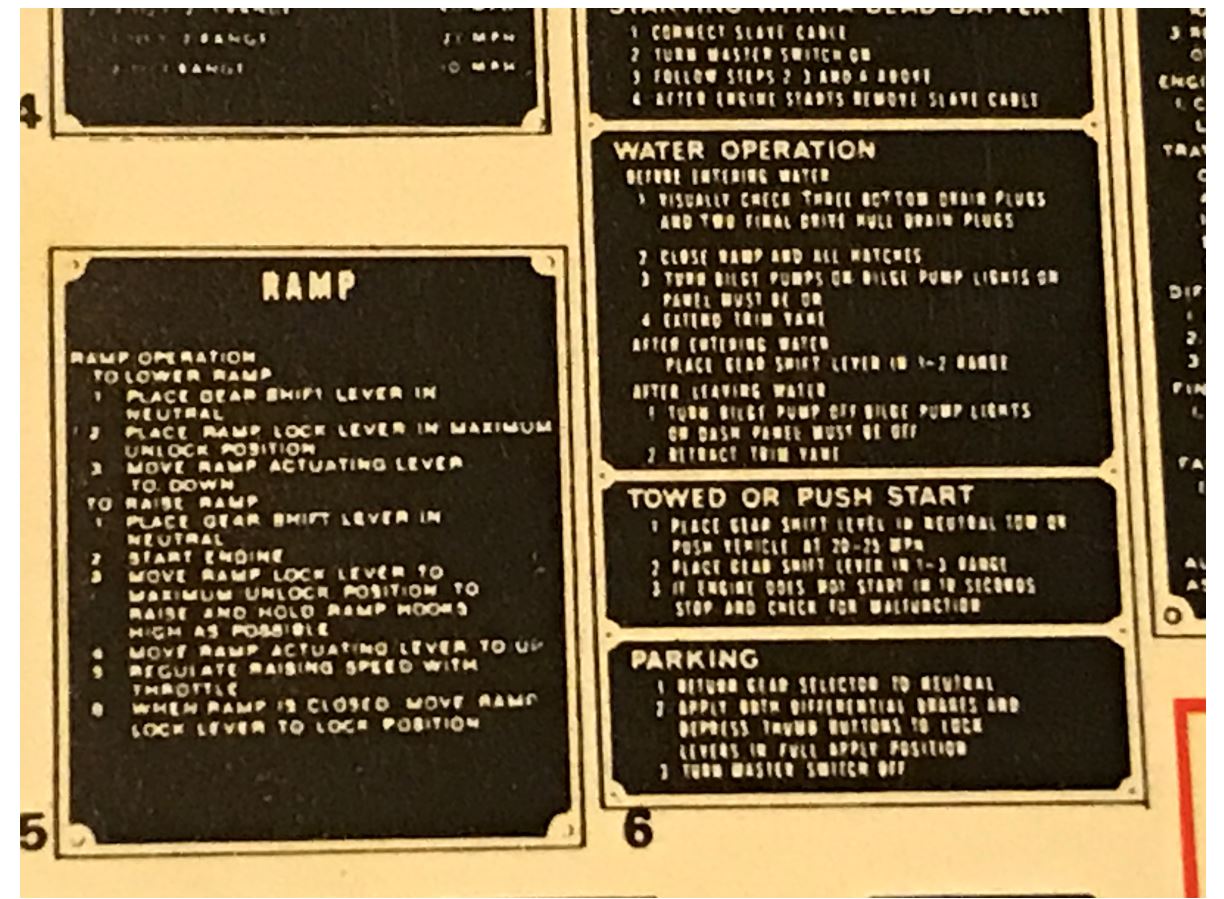 2 RANGE 21 MPH
RANGE 10 MPH
4
RAMP
RAMP OPERATION
TO LOWER RAMP
1 PLACE GEAR SHIFT LEVER IN
NEUTRAL
2 PLACE RAMP LOCK LEVER IN MAXIMUM
UNLOCK POSITION
3 MOVE RAMP ACTUATING LEVER
TO DOWN
TO RAISE RAMP
1 PLACE GEAR SHIFT LEVER IN
NEUTRAL
2 START ENGINE
3 MOVE RAMP LOCK LEVER TO
MAXIMUM UNLOCK POSITION TO
RAISE AND HOLD RAMP HOOKS
HIGH AS POSSIBLE
4 MOVE RAMP ACTUATING LEVER TO UP
5 REGULATE RAISING SPEED WITH
THROTTLE
6 WHEN RAMP IS CLOSED MOVE RAMP
LOCK LEVER TO LOCK POSITION
5
STARTING WITH A DEAD BATTERY
1 CONNECT SLAVE CABLE
2 TURN MASTER SWITCH ON
3 FOLLOW STEPS 2 3 AND 4 ABOVE
4 AFTER ENGINE STARTS REMOVE SLAVE CABLE
WATER OPERATION
BEFORE ENTERING WATER
1 VISUALLY CHECK THREE BOTTOM DRAIN PLUGS
AND TWO FINAL DRIVE HULL DRAIN PLUGS
2 CLOSE RAMP AND ALL HATCHES
3 TURN BILGE PUMPS ON BILGE PUMP LIGHTS ON
PANEL MUST BE ON
4 EXTEND TRIM VANE
AFTER ENTERING WATER
PLACE GEAR SHIFT LEVER IN 1-2 RANGE
AFTER LEAVING WATER
1 TURN BILGE PUMP OFF BILGE PUMP LIGHTS
ON DASH PANEL MUST BE OFF
2 RETRACT TRIM VANE
TOWED OR PUSH START
1 PLACE GEAR SHIFT LEVEL IN NEUTRAL TOW OR
PUSH VEHICLE AT 20-25 MPH
2 PLACE GEAR SHIFT LEVER IN 1-3 RANGE
3 IF ENGINE DOES NOT START IN 10 SECONDS
STOP AND CHECK FOR MALFUNCTION
PARKING
1 RETURN GEAR SELECTOR TO NEUTRAL
2 APPLY BOTH DIFFERENTIAL BRAKES AND
DEPRESS THUMB BUTTONS TO LOCK
LEVERS IN FULL APPLY POSITION
3 TURN MASTER SWITCH OFF
6